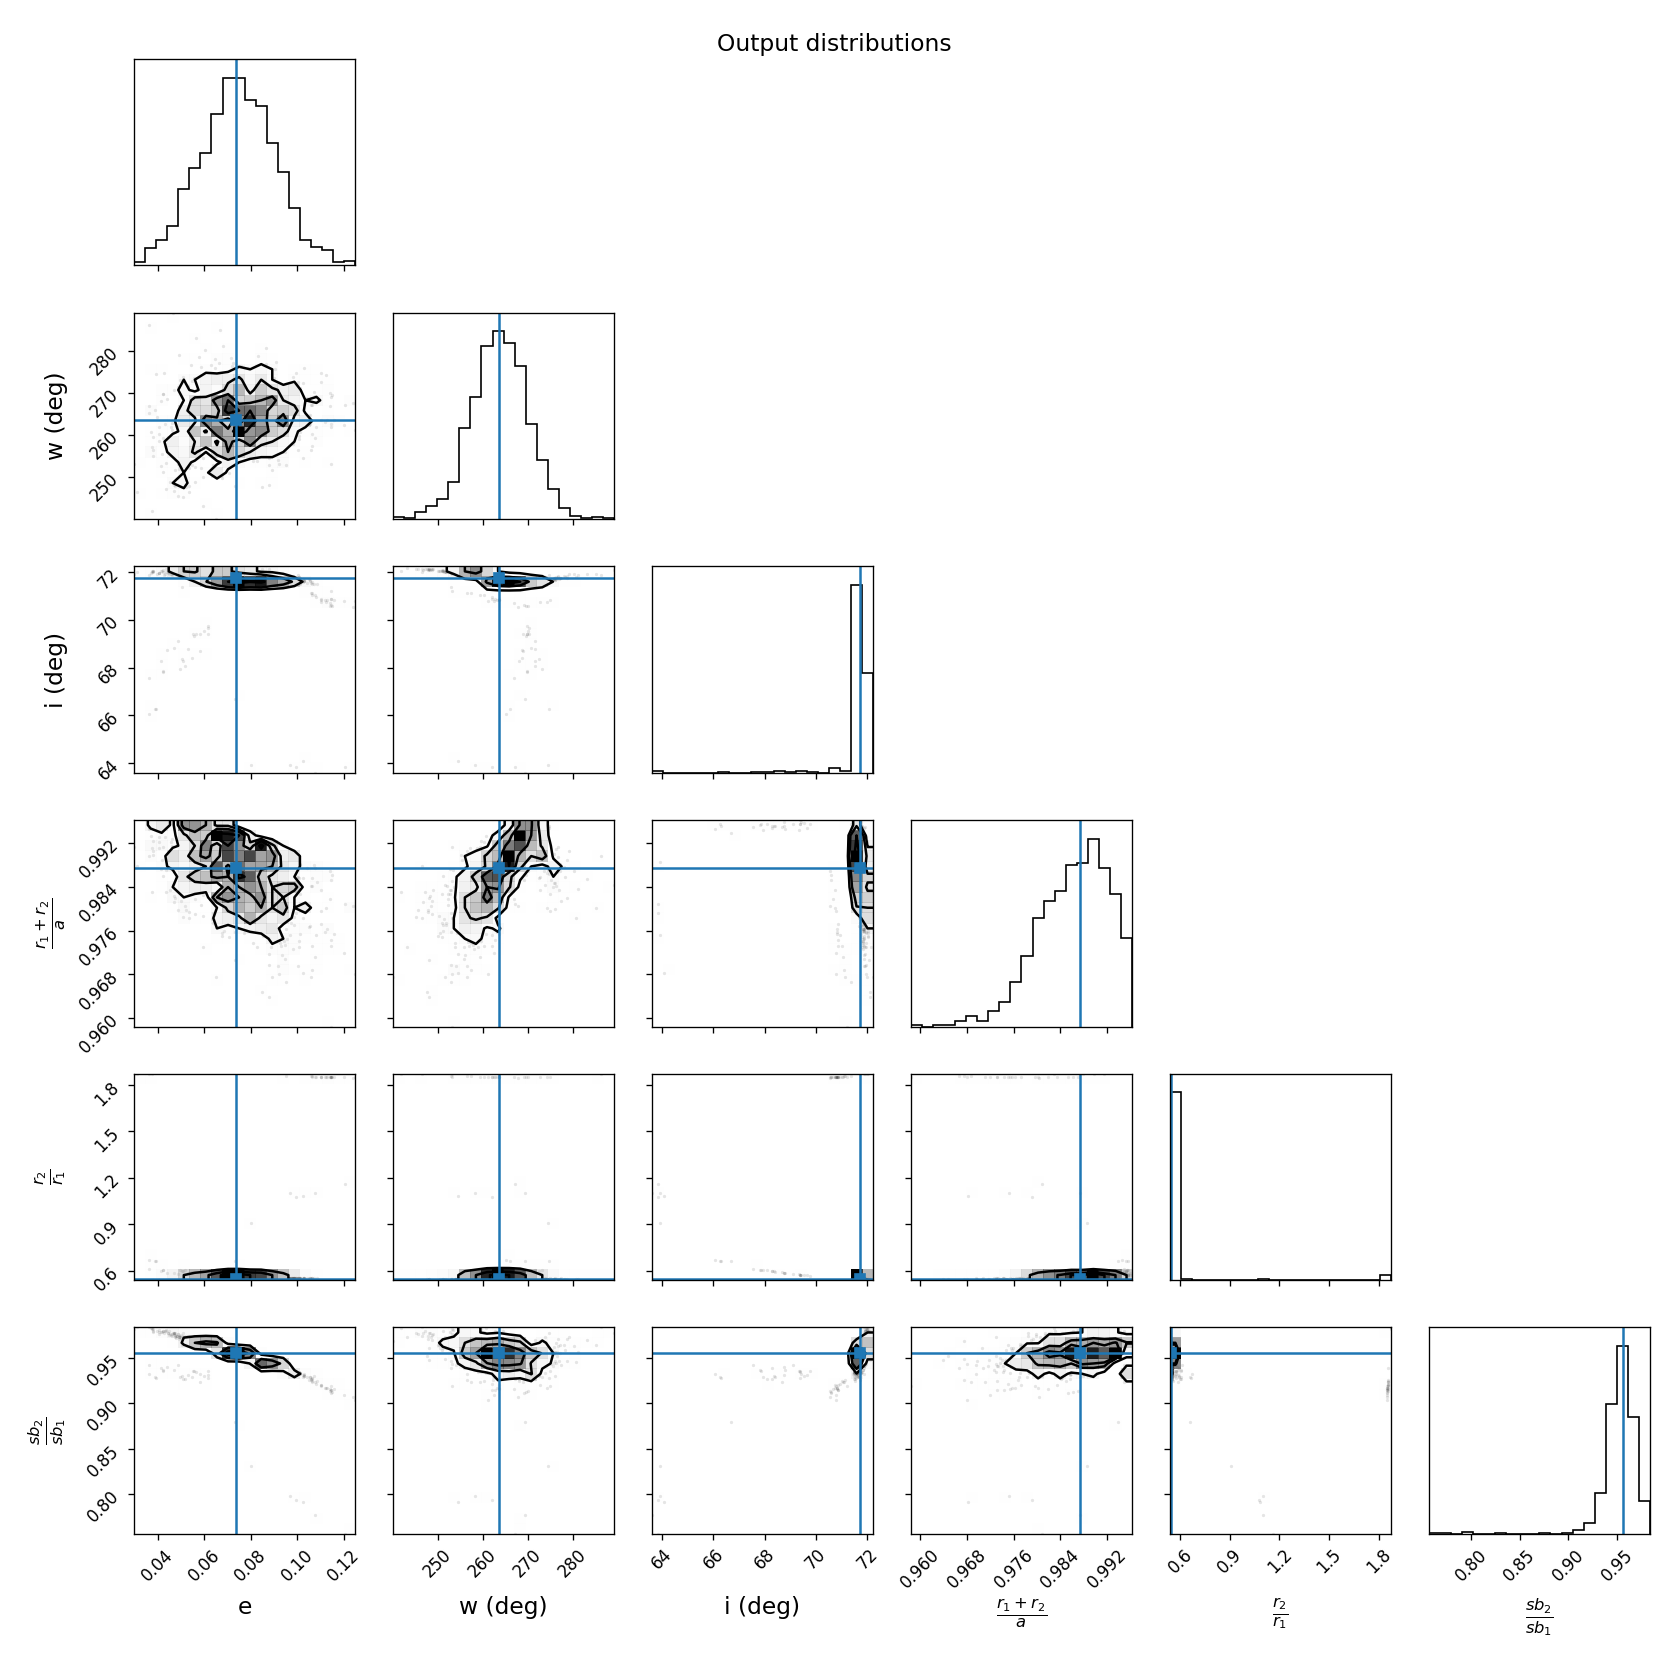 Output distributions
w (deg)
280
270
260
250
i (deg)
72
70
68
66
64
r₁ + r₂
a
0.992
0.984
0.976
0.968
0.960
r₂
r₁
1.8
1.5
1.2
0.9
0.6
sb₂
sb₁
0.95
0.90
0.85
0.80
0.04 0.06 0.08 0.10 0.12
e
250 260 270 280
w (deg)
64 66 68 70 72
i (deg)
0.960 0.968 0.976 0.984 0.992
r₁ + r₂
a
0.6 0.9 1.2 1.5 1.8
r₂
r₁
0.80 0.85 0.90 0.95
sb₂
sb₁